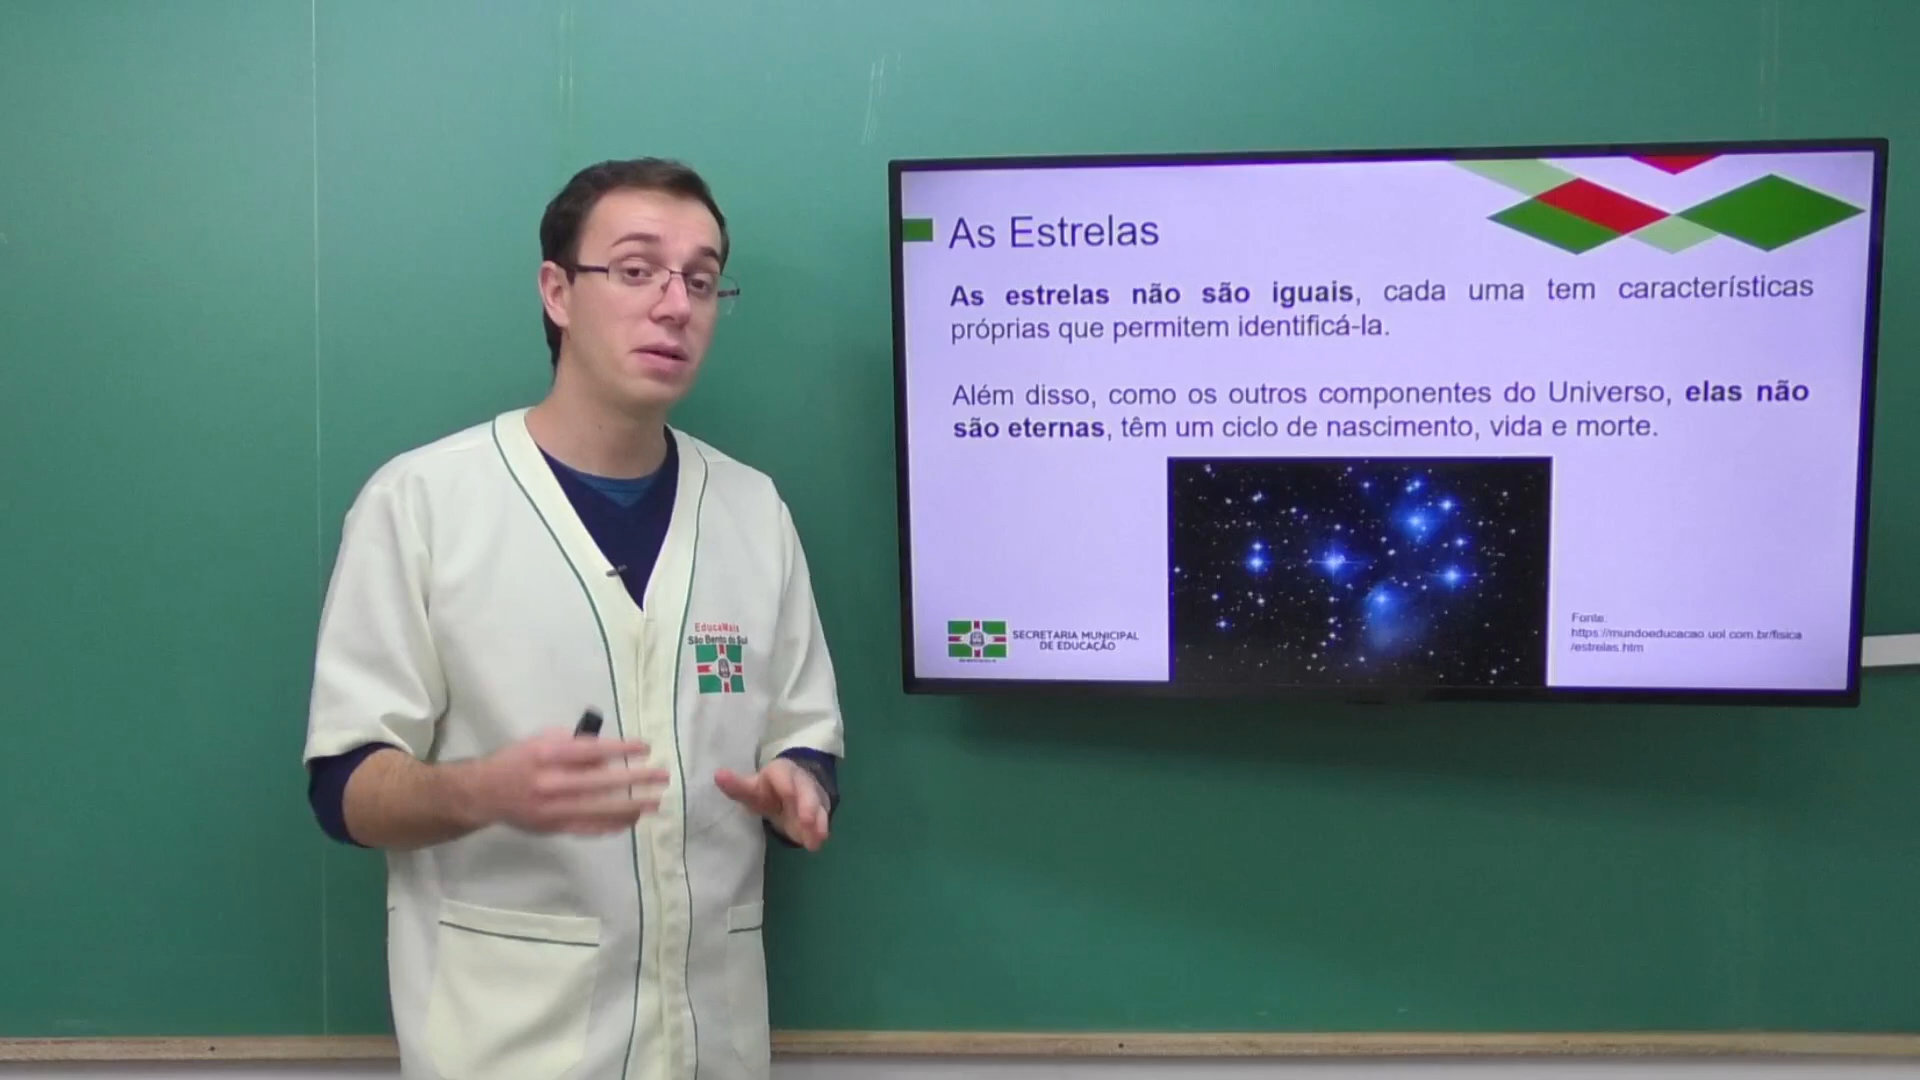 As Estrelas
As estrelas não são iguais, cada uma tem características
próprias que permitem identificá-la.
Além disso, como os outros componentes do Universo, elas não
são eternas, têm um ciclo de nascimento, vida e morte.
SECRETARIA MUNICIPAL
DE EDUCAÇÃO
Fonte:
https://mundoeducacao.uol.com.br/fisica
/estrelas.htm
EducaMais
São Bento do Sul